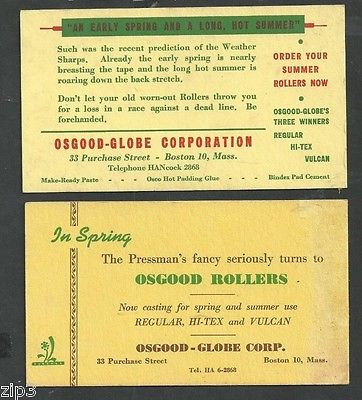 "AN EARLY SPRING AND A LONG, HOT SUMMER"
Such was the recent prediction of the Weather
Sharps. Already the early spring is nearly
breasting the tape and the long hot summer is
roaring down the back stretch.
Don't let your old worn-out Rollers throw you
for a loss in a race against a dead line. Be
forehanded.
ORDER YOUR
SUMMER
ROLLERS NOW
OSGOOD-GLOBE'S
THREE WINNERS
REGULAR
HI-TEX
VULCAN
OSGOOD-GLOBE CORPORATION
33 Purchase Street - Boston 10, Mass.
Telephone HANcock 2868
Make-Ready Paste - Osco Hot Padding Glue - Bindex Pad Cement
In Spring
The Pressman's fancy seriously turns to
OSGOOD ROLLERS
Now casting for spring and summer use
REGULAR, HI-TEX and VULCAN
OSGOOD-GLOBE CORP.
33 Purchase Street Boston 10, Mass.
Tel. HA 6-2868
zip3